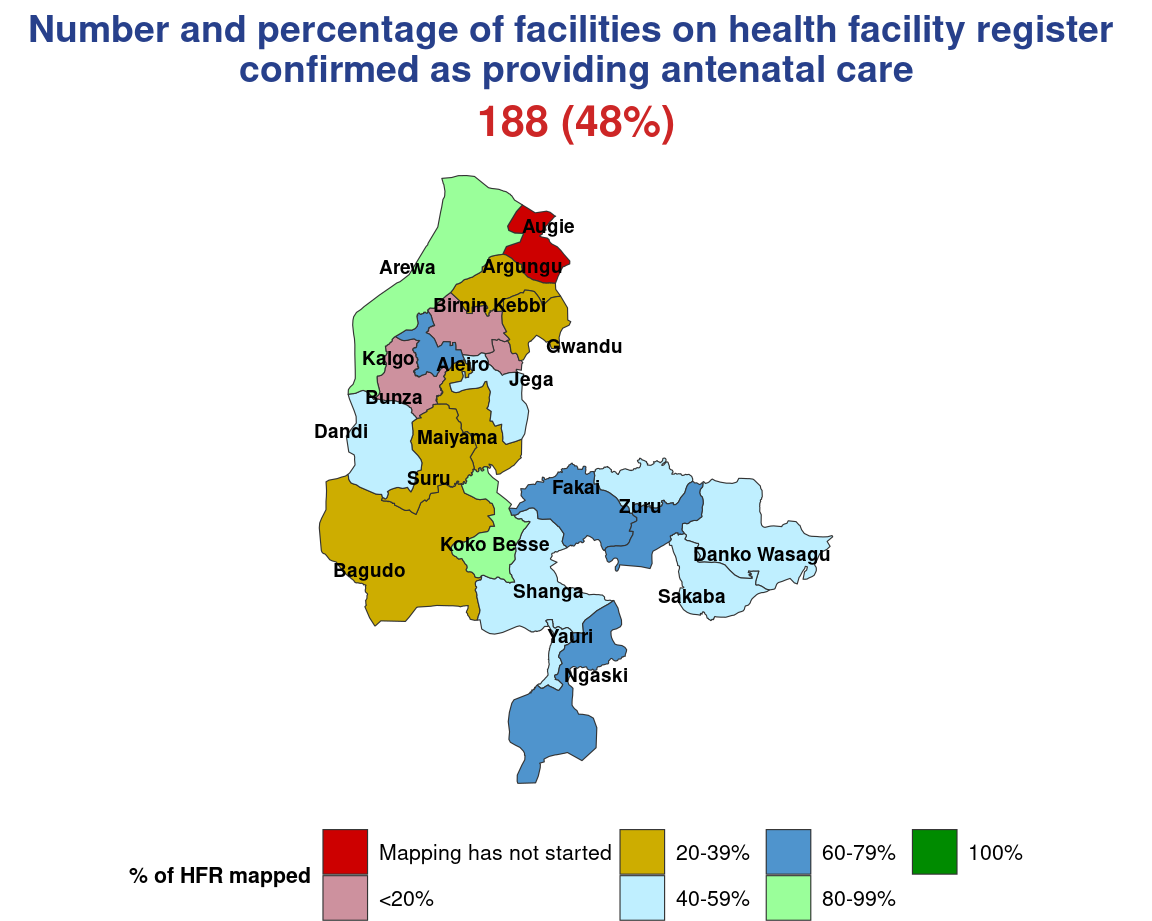 Number and percentage of facilities on health facility register
confirmed as providing antenatal care
188 (48%)
Augie
Arewa
Argungu
Birnin Kebbi
Gwandu
Kalgo
Aleiro
Jega
Bunza
Dandi
Maiyama
Suru
Fakai
Zuru
Koko Besse
Danko Wasagu
Bagudo
Shanga
Sakaba
Yauri
Ngaski
% of HFR mapped
Mapping has not started
<20%
20-39%
40-59%
60-79%
80-99%
100%